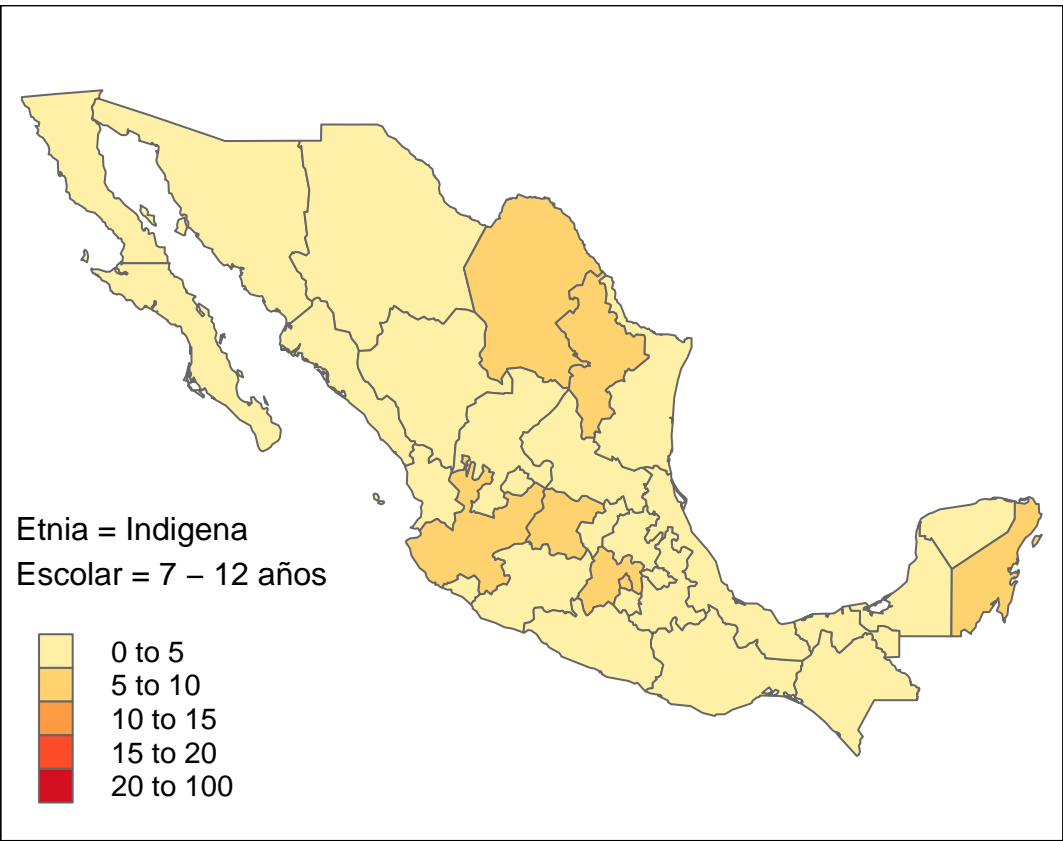 Etnia = Indigena
Escolar = 7 – 12 años
0 to 5
5 to 10
10 to 15
15 to 20
20 to 100